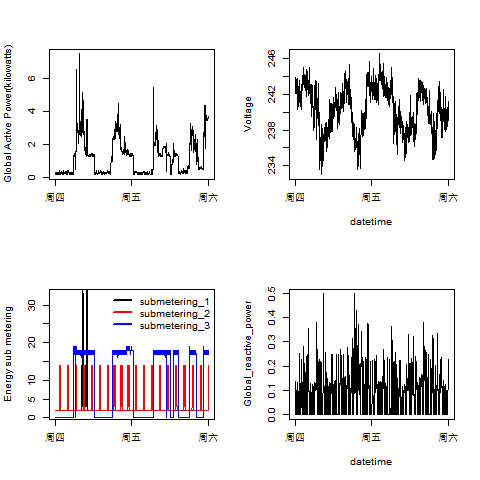 Global Active Power(kilowatts)
6
4
2
0
周四
周五
周六
Voltage
246
242
238
234
周四
周五
周六
datetime
Energy sub metering
30
20
15
10
5
0
submetering_1
submetering_2
submetering_3
周四
周五
周六
Global_reactive_power
0.5
0.4
0.3
0.2
0.1
0.0
周四
周五
周六
datetime